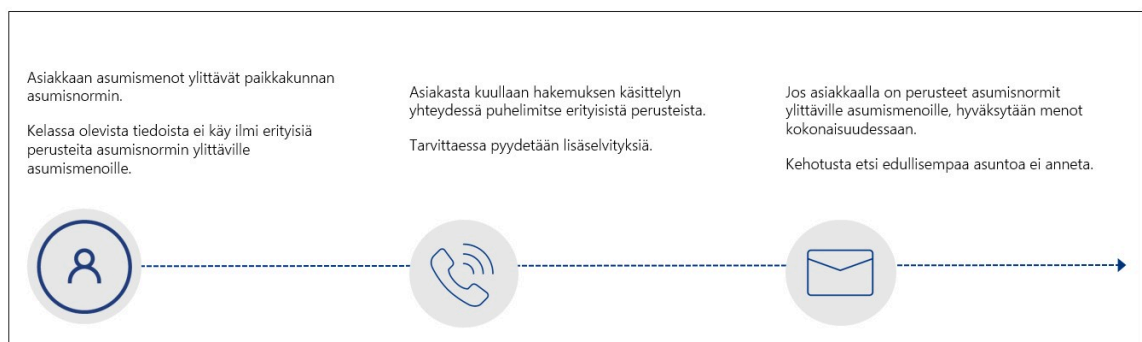 Asiakkaan asumismenot ylittävät paikkakunnan
asumisnormin.
Kelassa olevista tiedoista ei käy ilmi erityisiä
perusteita asumisnormin ylittäville
asumismenoille.
Asiakasta kuullaan hakemuksen käsittelyn
yhteydessä puhelimitse erityisistä perusteista.
Tarvittaessa pyydetään lisäselvityksiä.
Jos asiakkaalla on perusteet asumisnormit
ylittäville asumismenoille, hyväksytään menot
kokonaisuudessaan.
Kehotusta etsi edullisempaa asuntoa ei anneta.